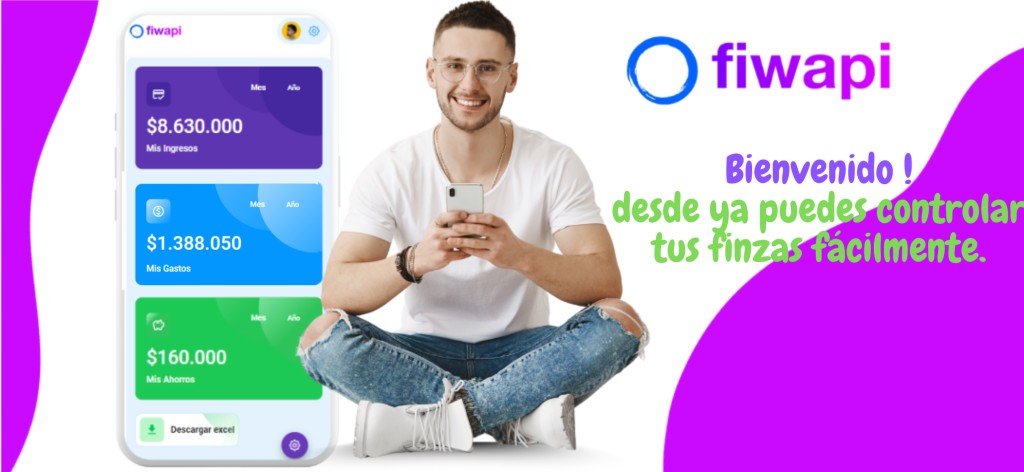 fiwapi
Mes Año
$8.630.000
Mis Ingresos
Mes Año
$1.388.050
Mis Gastos
Mes Año
$160.000
Mis Ahorros
Descargar excel
fiwapi
Bienvenido !
desde ya puedes controlar
tus finzas fácilmente.